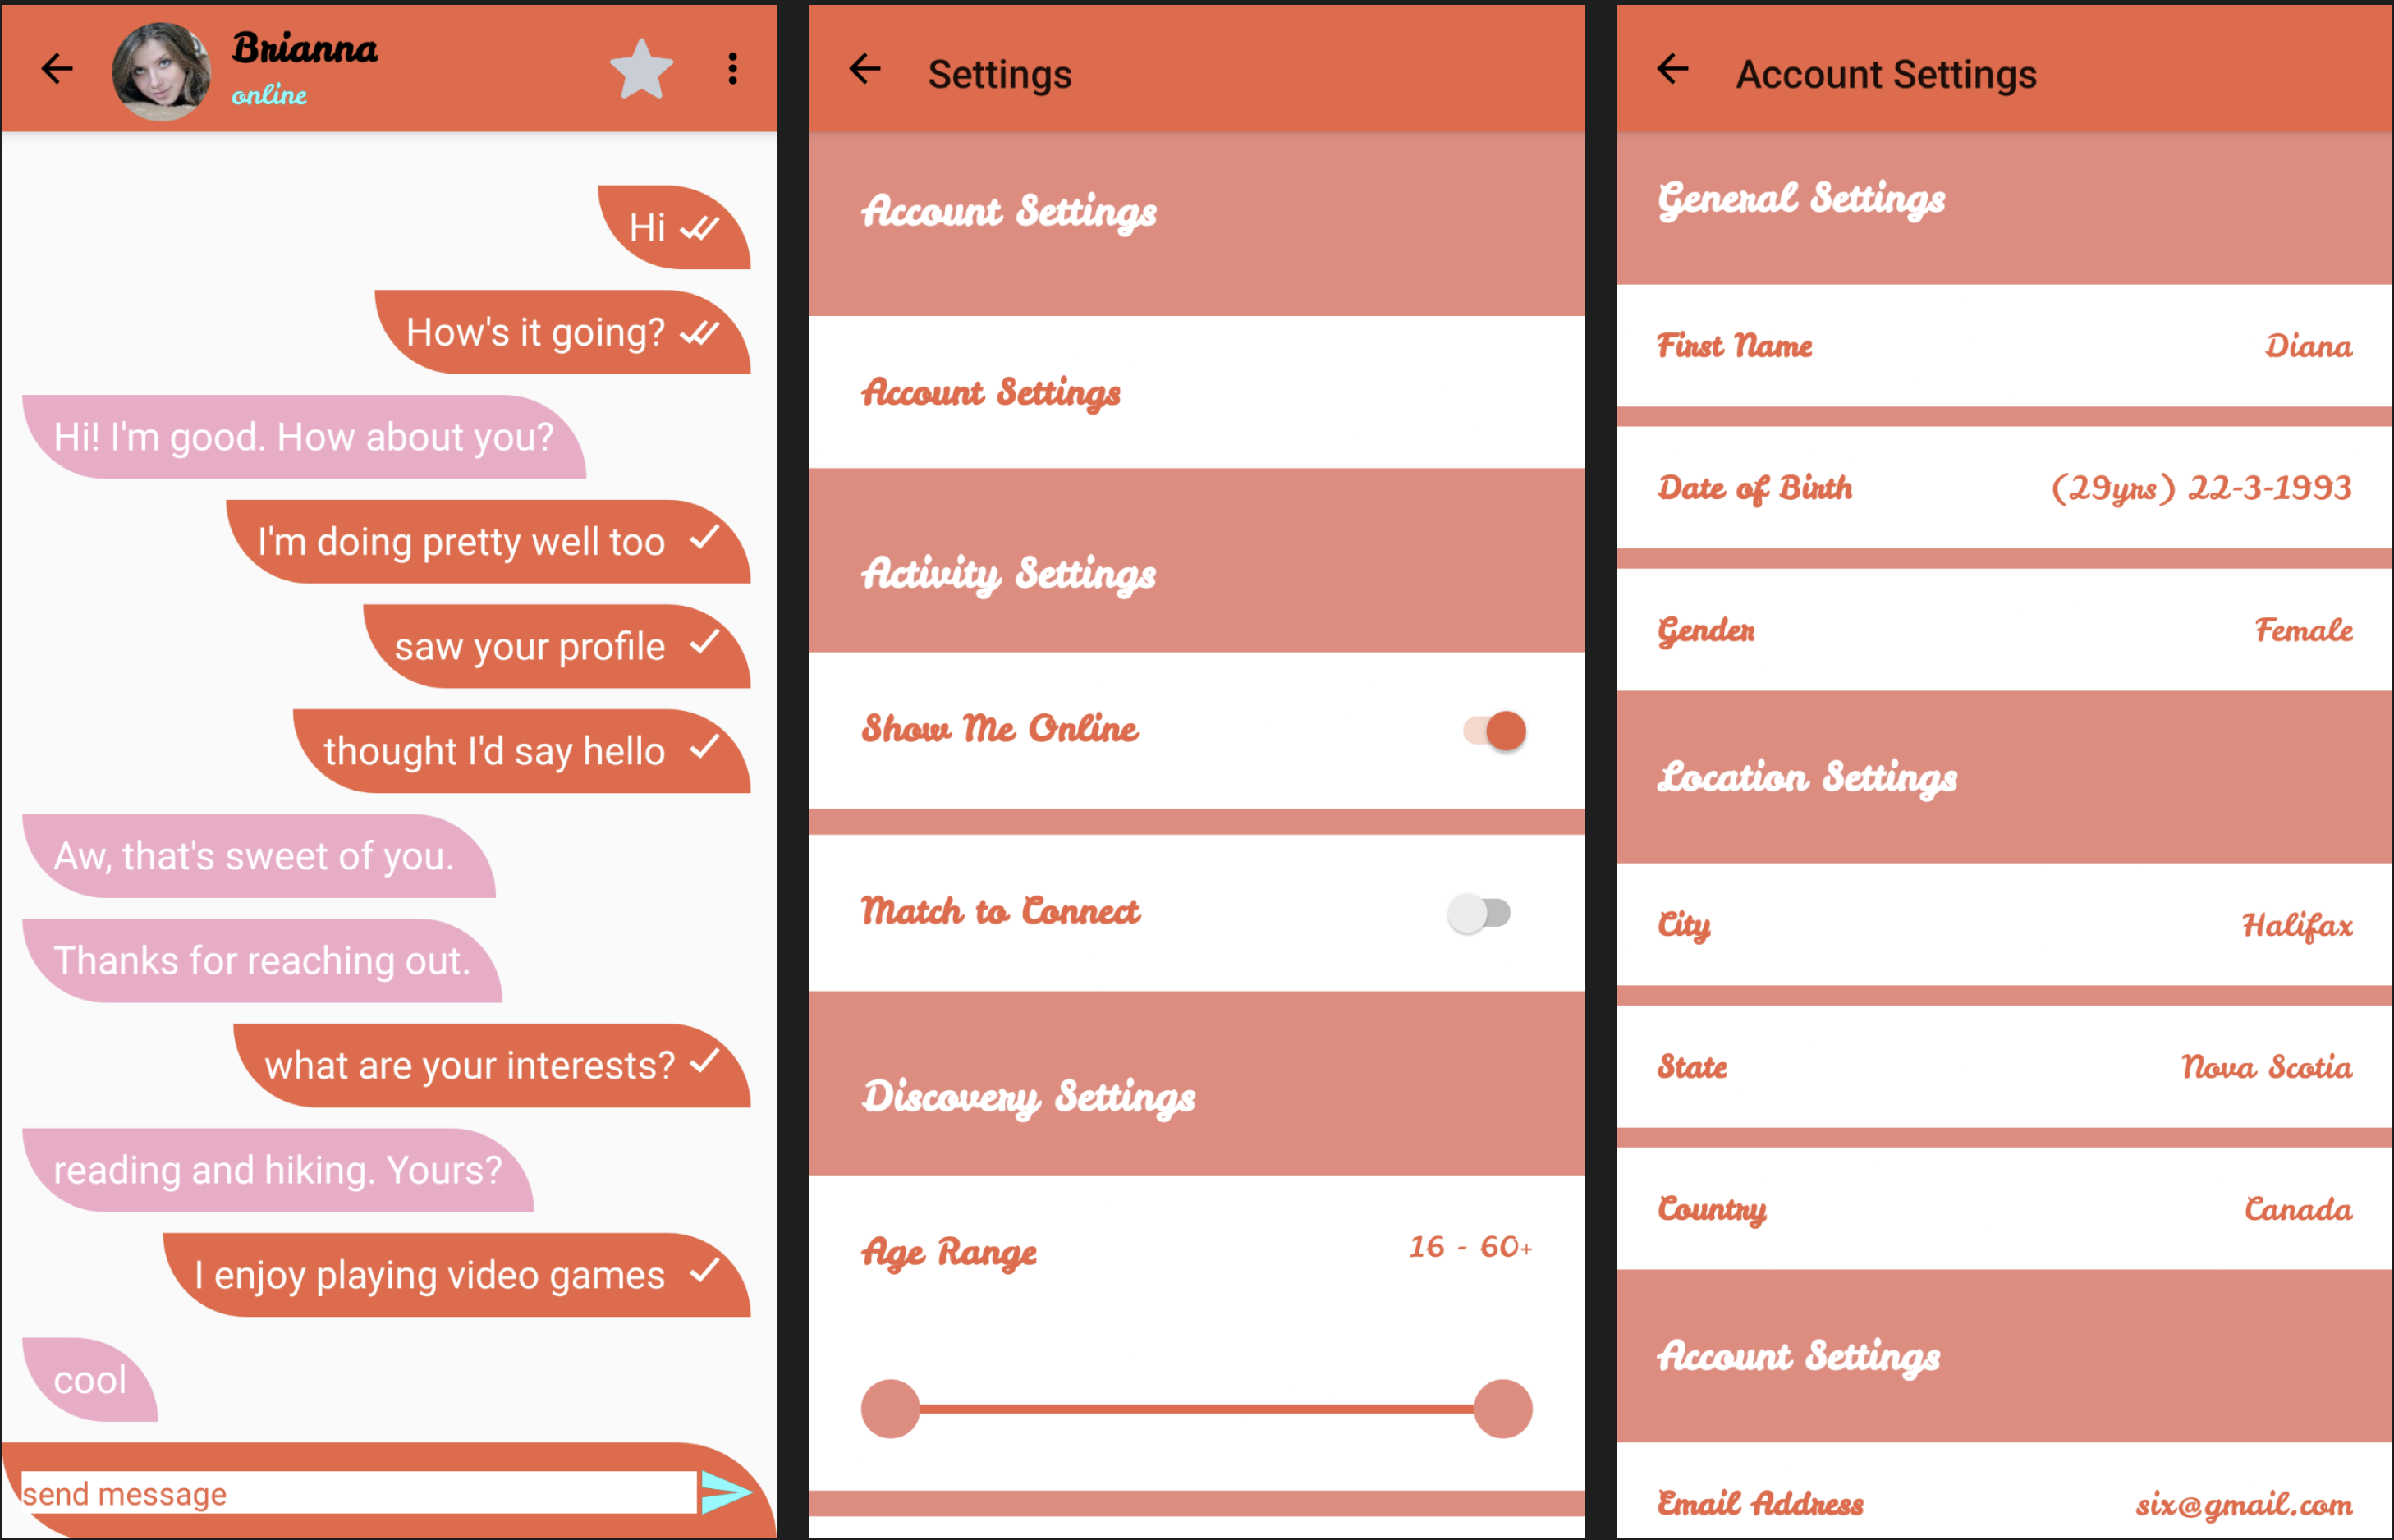 Brianna
online
Hi
How's it going?
Hi! I'm good. How about you?
I'm doing pretty well too
saw your profile
thought I'd say hello
Aw, that's sweet of you.
Thanks for reaching out.
what are your interests?
reading and hiking. Yours?
I enjoy playing video games
cool
send message
Settings
Account Settings
Account Settings
Activity Settings
Show Me Online
Match to Connect
Discovery Settings
Age Range 16 - 60+
Account Settings
General Settings
First Name Diana
Date of Birth (29yrs) 22-3-1993
Gender Female
Location Settings
City Halifax
State Nova Scotia
Country Canada
Account Settings
Email Address six@gmail.com